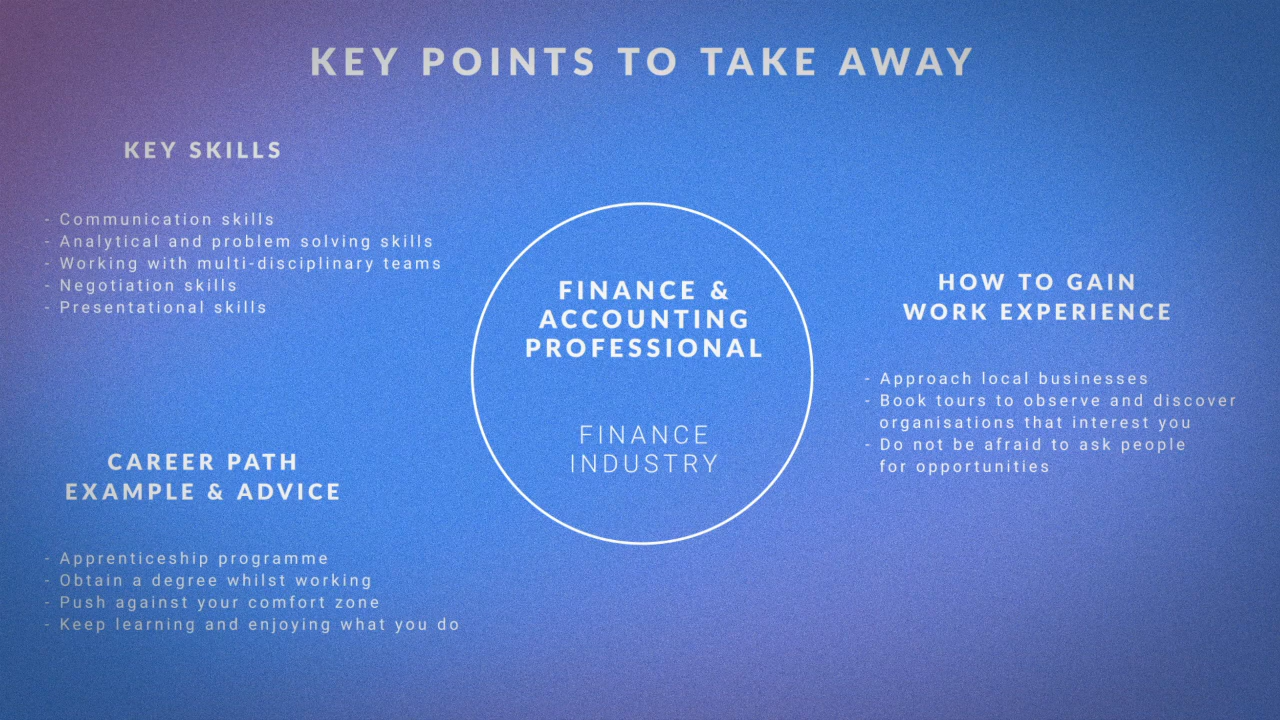 KEY POINTS TO TAKE AWAY
KEY SKILLS
- Communication skills
- Analytical and problem solving skills
- Working with multi-disciplinary teams
- Negotiation skills
- Presentational skills
CAREER PATH
EXAMPLE & ADVICE
- Apprenticeship programme
- Obtain a degree whilst working
- Push against your comfort zone
- Keep learning and enjoying what you do
FINANCE &
ACCOUNTING
PROFESSIONAL
FINANCE
INDUSTRY
HOW TO GAIN
WORK EXPERIENCE
- Approach local businesses
- Book tours to observe and discover
organisations that interest you
- Do not be afraid to ask people
for opportunities